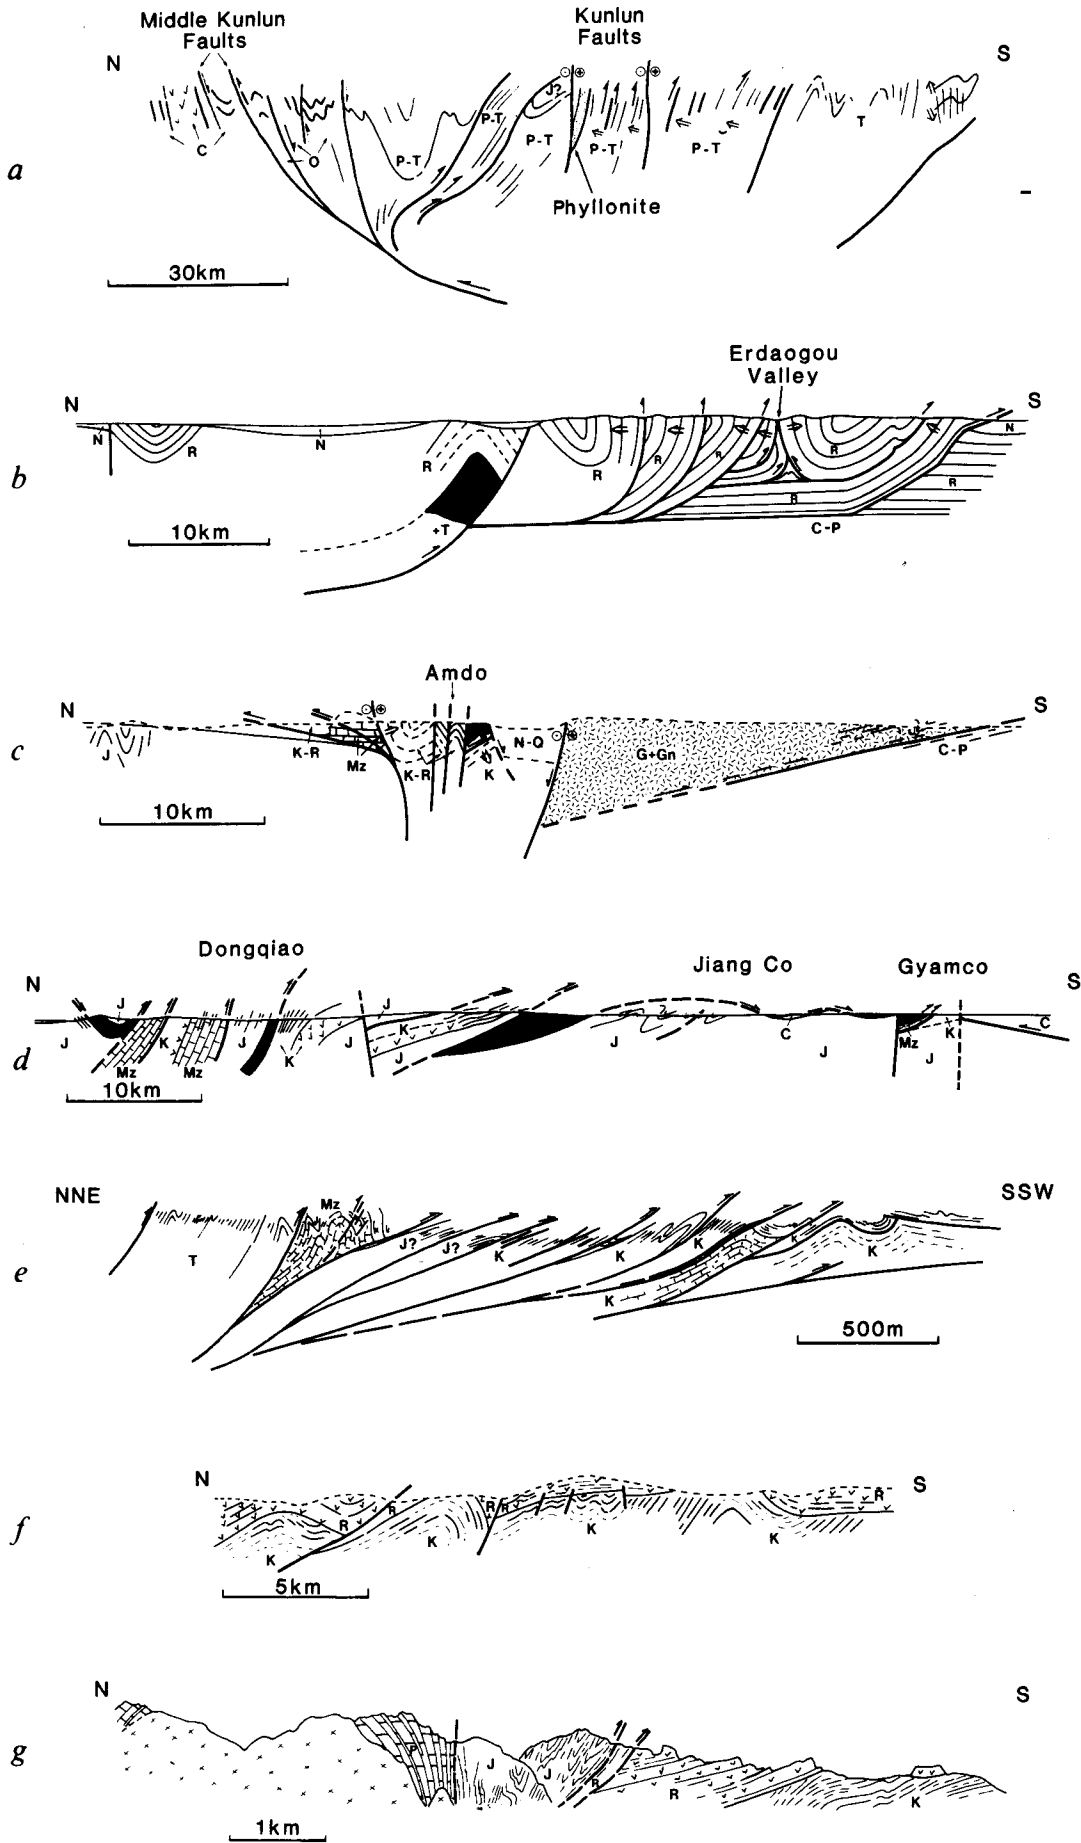 Middle Kunlun
Faults
Kunlun
Faults
N
S
J?
P-T
P-T
P-T
P-T
P-T
T
C
O
a
Phyllonite
30km
Erdaogou
Valley
N
S
N
R
N
R
R
R
R
R
R
R
N
b
+T
C-P
10km
Amdo
N
S
J
K-R
Mz
K-R
K
N-Q
G+Gn
J
C-P
c
10km
Dongqiao
Jiang Co
Gyamco
N
S
J
J
K
J
K
J
J
K
J
J
C
J
Mz
K
J
C
d
Mz
Mz
10km
NNE
SSW
Mz
T
J?
J?
K
K
K
K
K
K
e
500m
N
S
R
R
R
R
R
K
K
K
K
f
5km
N
S
P
J
J
R
R
K
g
1km